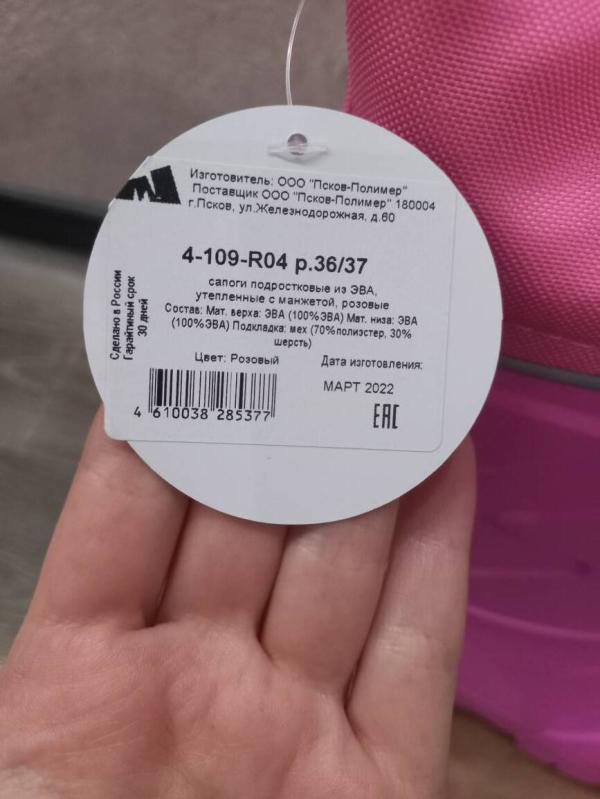 Изготовитель: ООО "Псков-Полимер"
Поставщик ООО "Псков-Полимер" 180004
г.Псков, ул.Железнодорожная, д.60
4-109-R04 р.36/37
сапоги подростковые из ЭВА,
утепленные с манжетой, розовые
Состав: Мат. верха: ЭВА (100%ЭВА) Мат. низа: ЭВА
(100%ЭВА) Подкладка: мех (70%полиэстер, 30%
шерсть)
Сделано в России
Гарантийный срок
30 дней
Цвет: Розовый
Дата изготовления:
МАРТ 2022
4 610038 285377
ЕАС